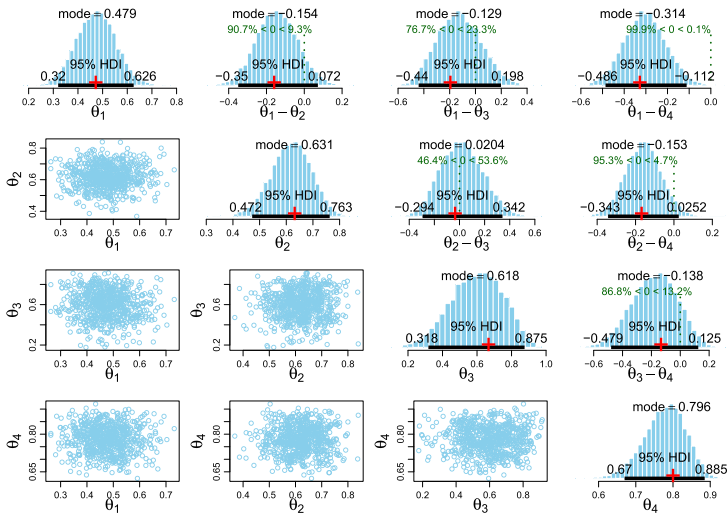 mode = 0.479
95% HDI
0.32 0.626
0.2 0.3 0.4 0.5 0.6 0.7 0.8
θ1
mode = −0.154
90.7% < 0 < 9.3%
95% HDI
−0.35 0.072
−0.4 −0.2 0.0 0.2
θ1 − θ2
mode = −0.129
76.7% < 0 < 23.3%
95% HDI
−0.44 0.198
−0.6 −0.2 0.0 0.2 0.4
θ1 − θ3
mode = −0.314
99.9% < 0 < 0.1%
95% HDI
−0.486 −0.112
−0.6 −0.4 −0.2 0.0
θ1 − θ4
θ2
0.4 0.6 0.8
0.3 0.4 0.5 0.6 0.7
θ1
mode = 0.631
95% HDI
0.472 0.763
0.3 0.4 0.5 0.6 0.7 0.8
θ2
mode = 0.0204
46.4% < 0 < 53.6%
95% HDI
−0.294 0.342
−0.4 0.0 0.2 0.4 0.6
θ2 − θ3
mode = −0.153
95.3% < 0 < 4.7%
95% HDI
−0.343 0.0252
−0.4 −0.2 0.0 0.2
θ2 − θ4
θ3
0.2 0.6
0.3 0.4 0.5 0.6 0.7
θ1
θ3
0.2 0.6
0.4 0.5 0.6 0.7 0.8
θ2
mode = 0.618
95% HDI
0.318 0.875
0.2 0.4 0.6 0.8 1.0
θ3
mode = −0.138
86.8% < 0 < 13.2%
95% HDI
−0.479 0.125
−0.6 −0.4 −0.2 0.0 0.2
θ3 − θ4
θ4
0.65 0.80
0.3 0.4 0.5 0.6 0.7
θ1
θ4
0.65 0.80
0.4 0.5 0.6 0.7 0.8
θ2
θ4
0.65 0.80
0.2 0.4 0.6 0.8
θ3
mode = 0.796
95% HDI
0.67 0.885
0.6 0.7 0.8 0.9
θ4